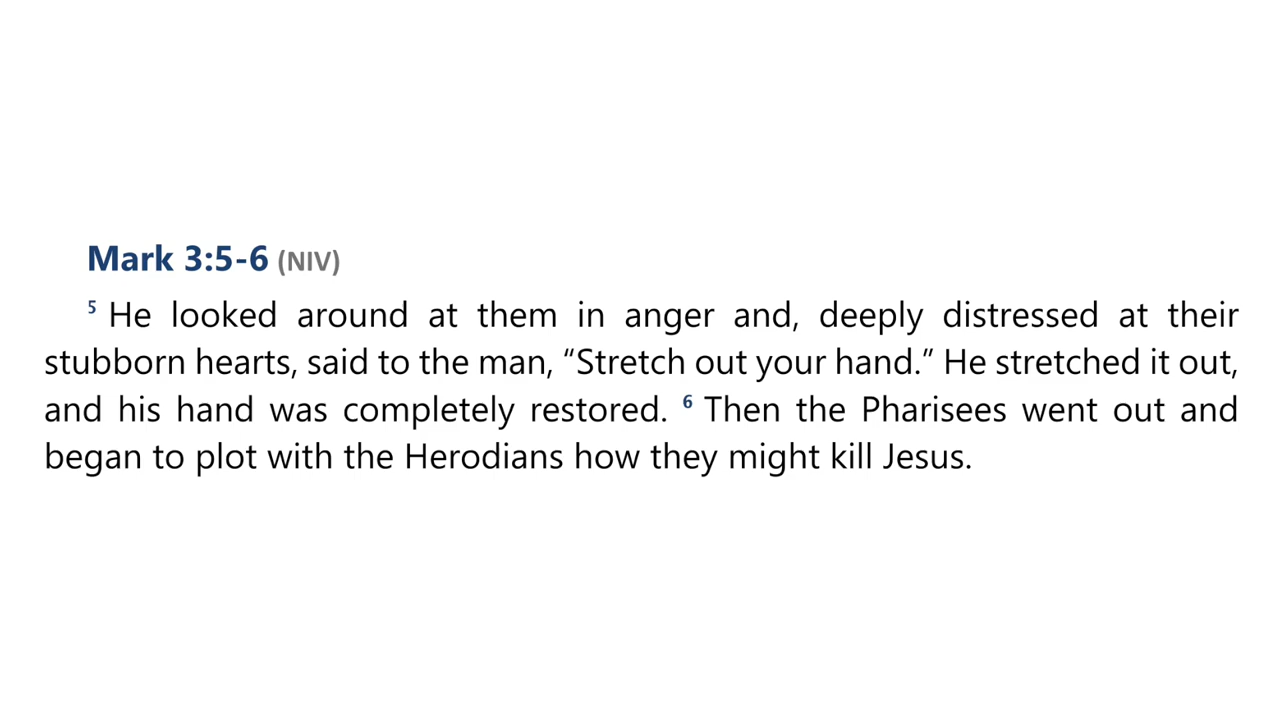 Mark 3:5-6 (NIV)
5 He looked around at them in anger and, deeply distressed at their
stubborn hearts, said to the man, “Stretch out your hand.” He stretched it out,
and his hand was completely restored. 6 Then the Pharisees went out and
began to plot with the Herodians how they might kill Jesus.